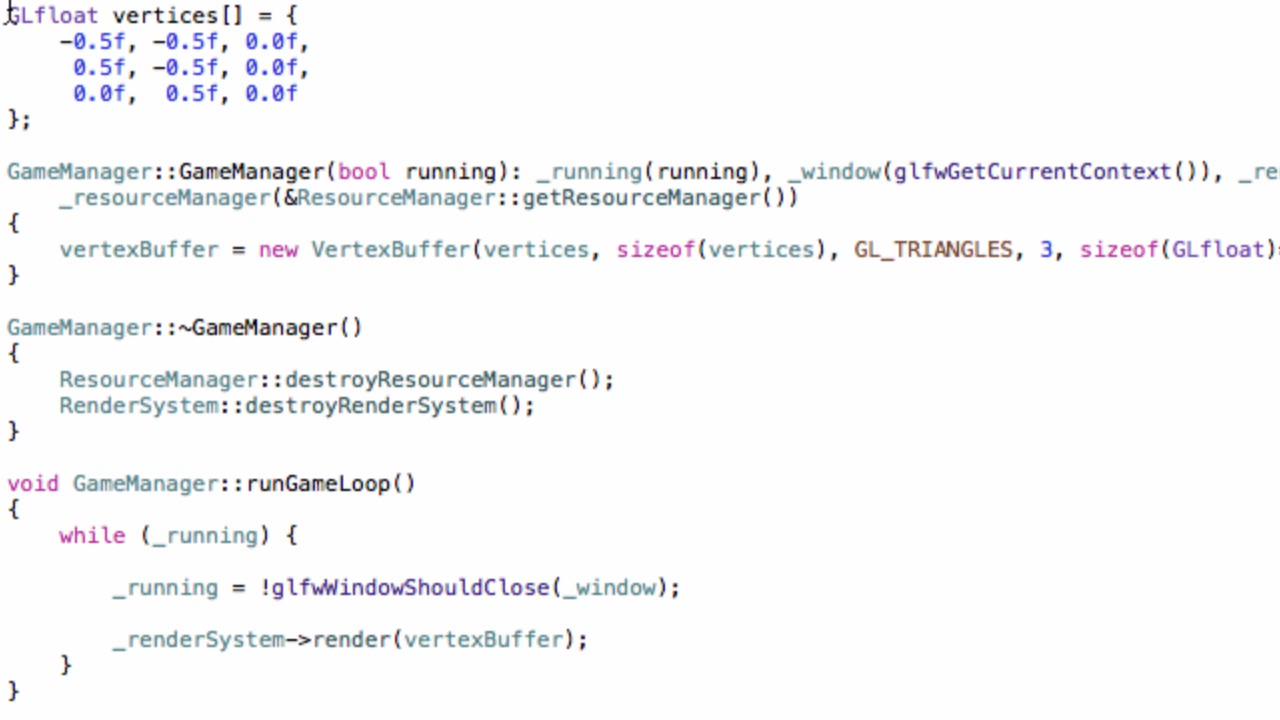 GLfloat vertices[] = {
    -0.5f, -0.5f, 0.0f,
     0.5f, -0.5f, 0.0f,
     0.0f,  0.5f, 0.0f
};
GameManager::GameManager(bool running): _running(running), _window(glfwGetCurrentContext()), _re
    _resourceManager(&ResourceManager::getResourceManager())
{
    vertexBuffer = new VertexBuffer(vertices, sizeof(vertices), GL_TRIANGLES, 3, sizeof(GLfloat)
}
GameManager::~GameManager()
{
    ResourceManager::destroyResourceManager();
    RenderSystem::destroyRenderSystem();
}
void GameManager::runGameLoop()
{
    while (_running) {
        _running = !glfwWindowShouldClose(_window);
        _renderSystem->render(vertexBuffer);
    }
}